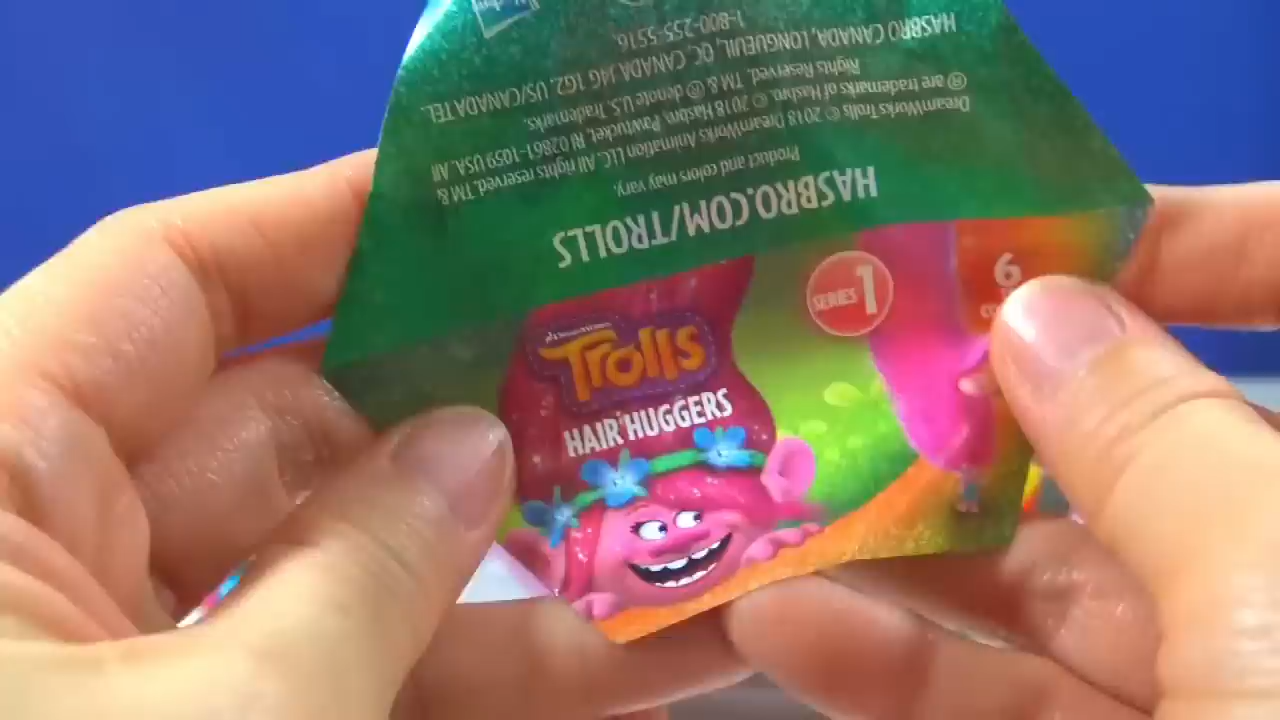 HASBRO CANADA, LONGUEUIL, QC, CANADA J4G 1G2. US/CANADA TEL.
1-800-255-5516.
DreamWorks Trolls © 2018 DreamWorks Animation LLC. All rights reserved. TM &
® are trademarks of Hasbro. © 2018 Hasbro. Pawtucket, RI 02861-1059 USA. All
Rights Reserved. TM & ® denote U.S. Trademarks.
Product and colors may vary.
HASBRO.COM/TROLLS
SERIES 1
6
Trolls
HAIR HUGGERS